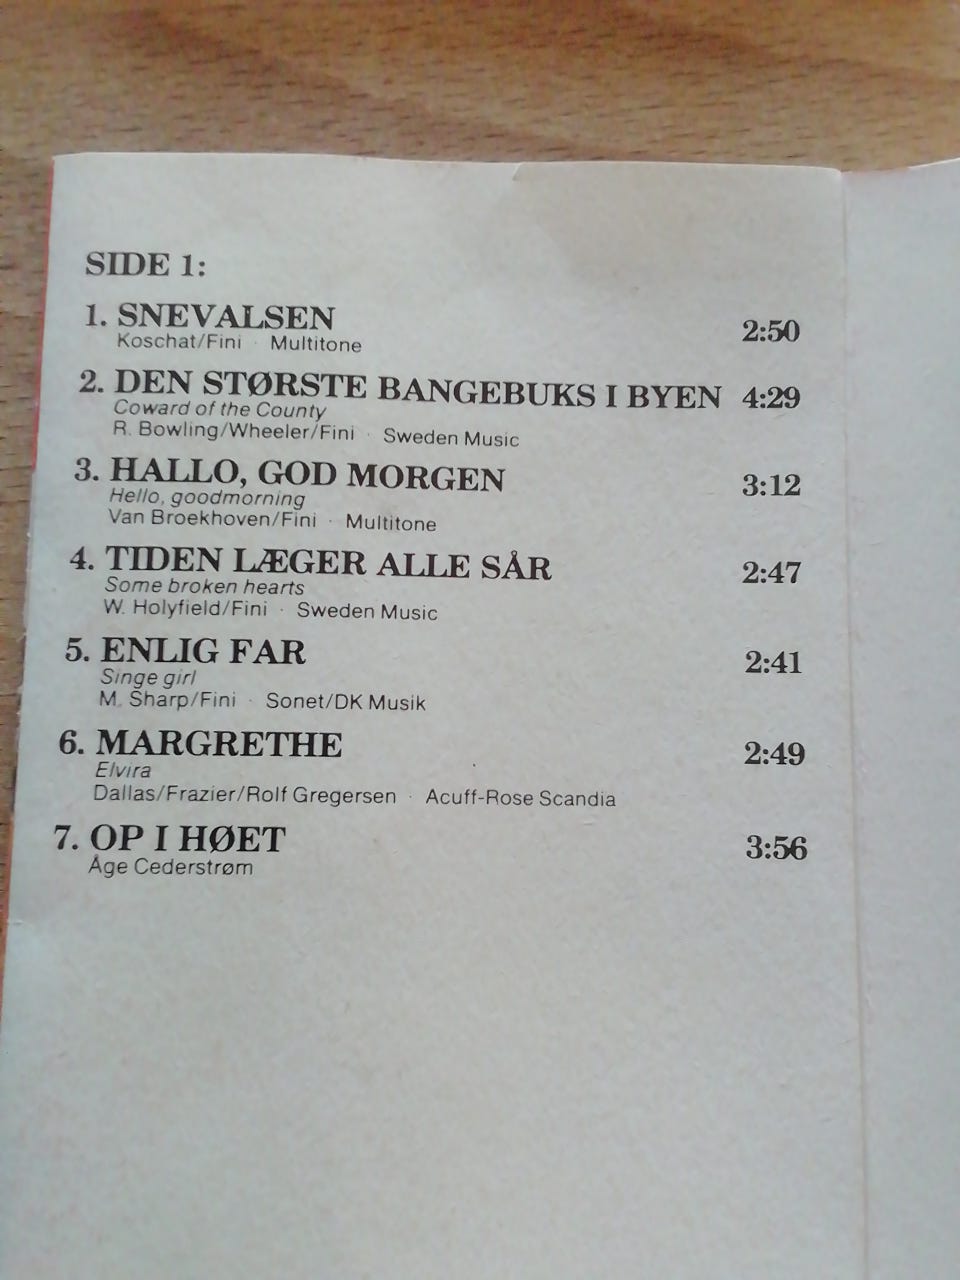 SIDE 1:
1. SNEVALSEN 2:50
Koschat/Fini · Multitone
2. DEN STØRSTE BANGEBUKS I BYEN 4:29
Coward of the County
R. Bowling/Wheeler/Fini · Sweden Music
3. HALLO, GOD MORGEN 3:12
Hello, goodmorning
Van Broekhoven/Fini · Multitone
4. TIDEN LÆGER ALLE SÅR 2:47
Some broken hearts
W. Holyfield/Fini · Sweden Music
5. ENLIG FAR 2:41
Singe girl
M. Sharp/Fini · Sonet/DK Musik
6. MARGRETHE 2:49
Elvira
Dallas/Frazier/Rolf Gregersen · Acuff-Rose Scandia
7. OP I HØET 3:56
Åge Cederstrøm